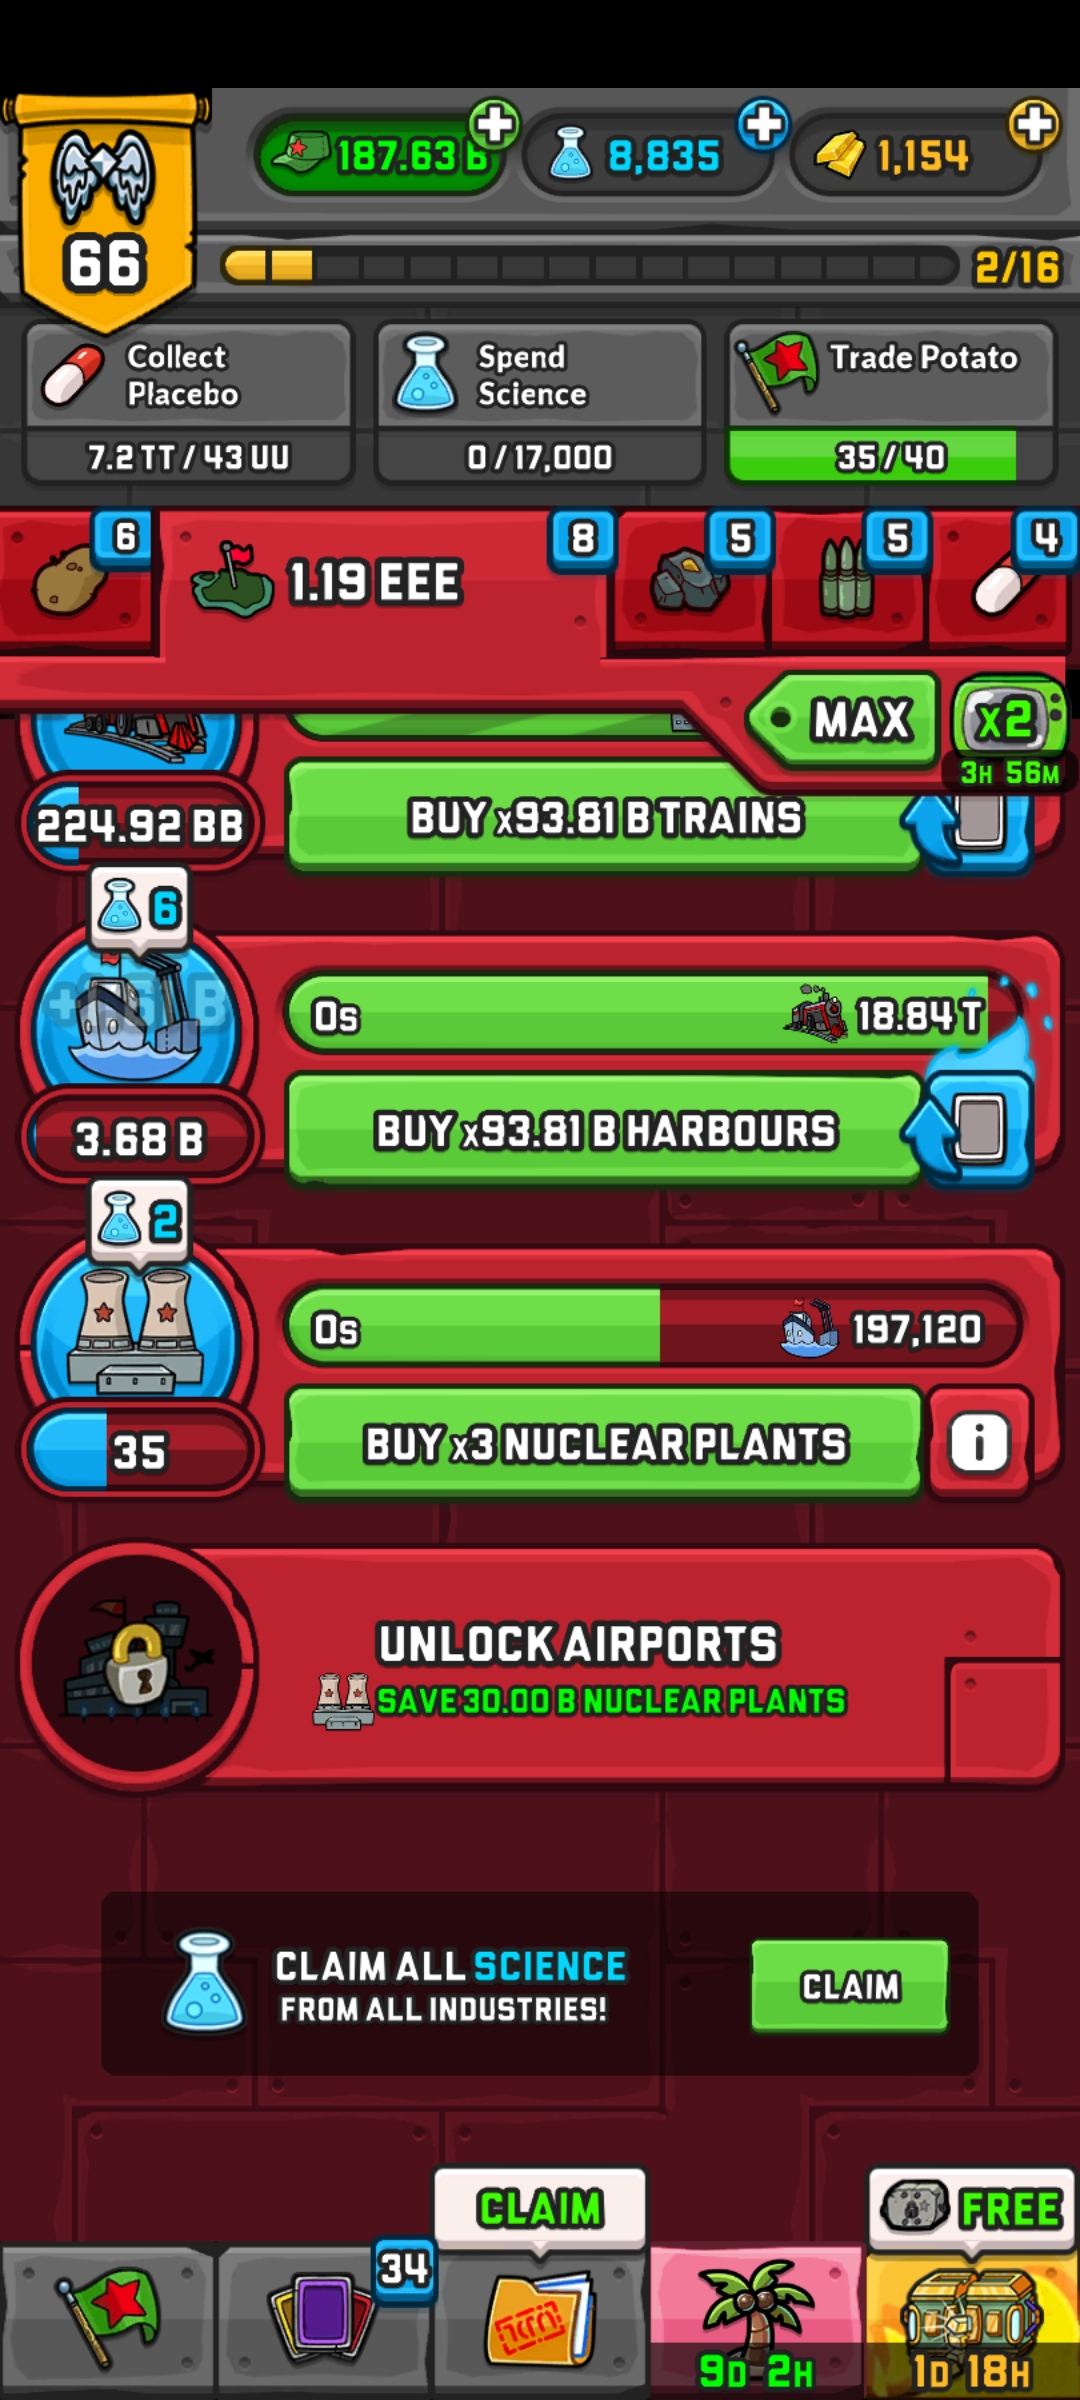 187.63 B
8,835
1,154
66
2/16
Collect
Placebo
7.2 TT / 43 UU
Spend
Science
0 / 17,000
Trade Potato
35 / 40
6
1.19 EEE
8
5
5
4
MAX
x2
3H 56M
224.92 BB
BUY x93.81 B TRAINS
6
0s
18.84 T
3.68 B
BUY x93.81 B HARBOURS
2
0s
197,120
35
BUY x3 NUCLEAR PLANTS
i
UNLOCK AIRPORTS
SAVE 30.00 B NUCLEAR PLANTS
CLAIM ALL SCIENCE
FROM ALL INDUSTRIES!
CLAIM
CLAIM
FREE
34
9D 2H
1D 18H